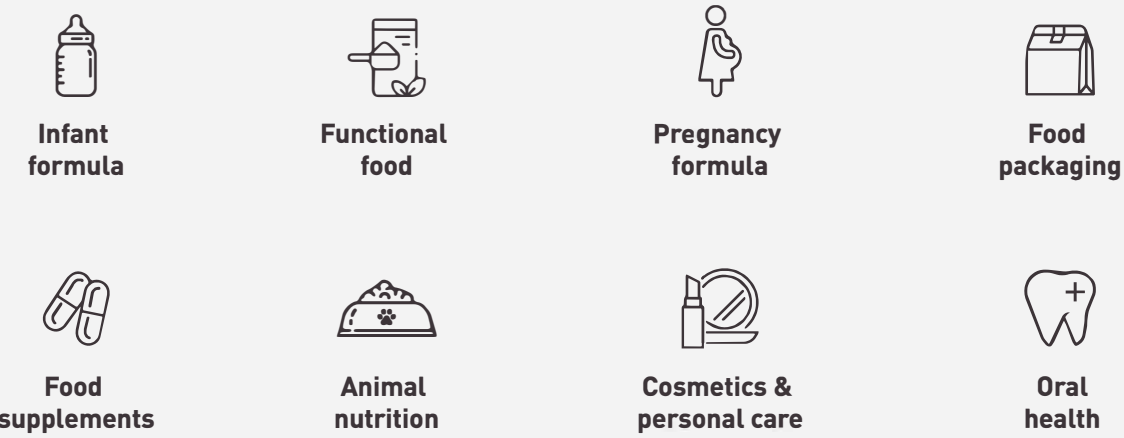 Infant
formula
Functional
food
Pregnancy
formula
Food
packaging
Food
supplements
Animal
nutrition
Cosmetics &
personal care
Oral
health